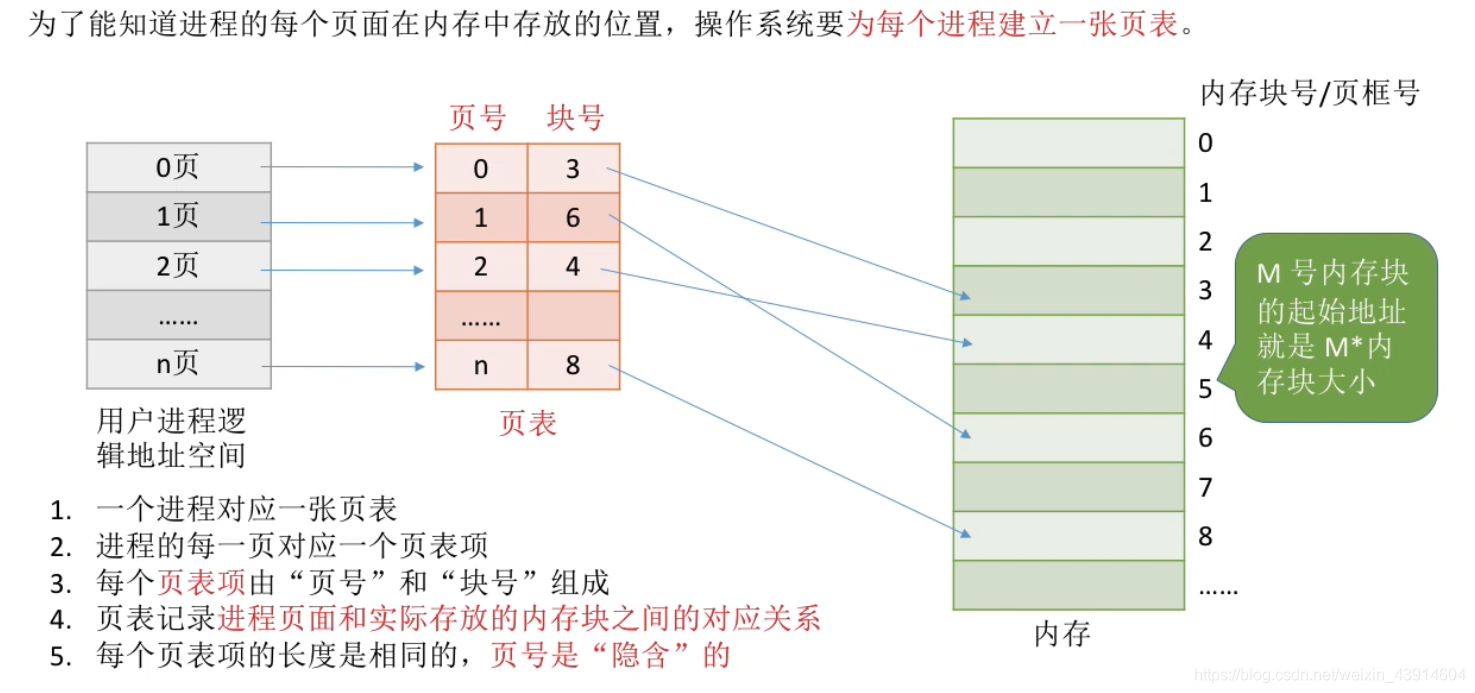 为了能知道进程的每个页面在内存中存放的位置，操作系统要为每个进程建立一张页表。
内存块号/页框号
页号 块号
0页
1页
2页
……
n页
0 3
1 6
2 4
……
n 8
用户进程逻
辑地址空间
页表
0
1
2
3
4
5
6
7
8
……
M 号内存块
的起始地址
就是 M*内
存块大小
内存
1. 一个进程对应一张页表
2. 进程的每一页对应一个页表项
3. 每个页表项由“页号”和“块号”组成
4. 页表记录进程页面和实际存放的内存块之间的对应关系
5. 每个页表项的长度是相同的，页号是“隐含”的
https://blog.csdn.net/weixin_43914604